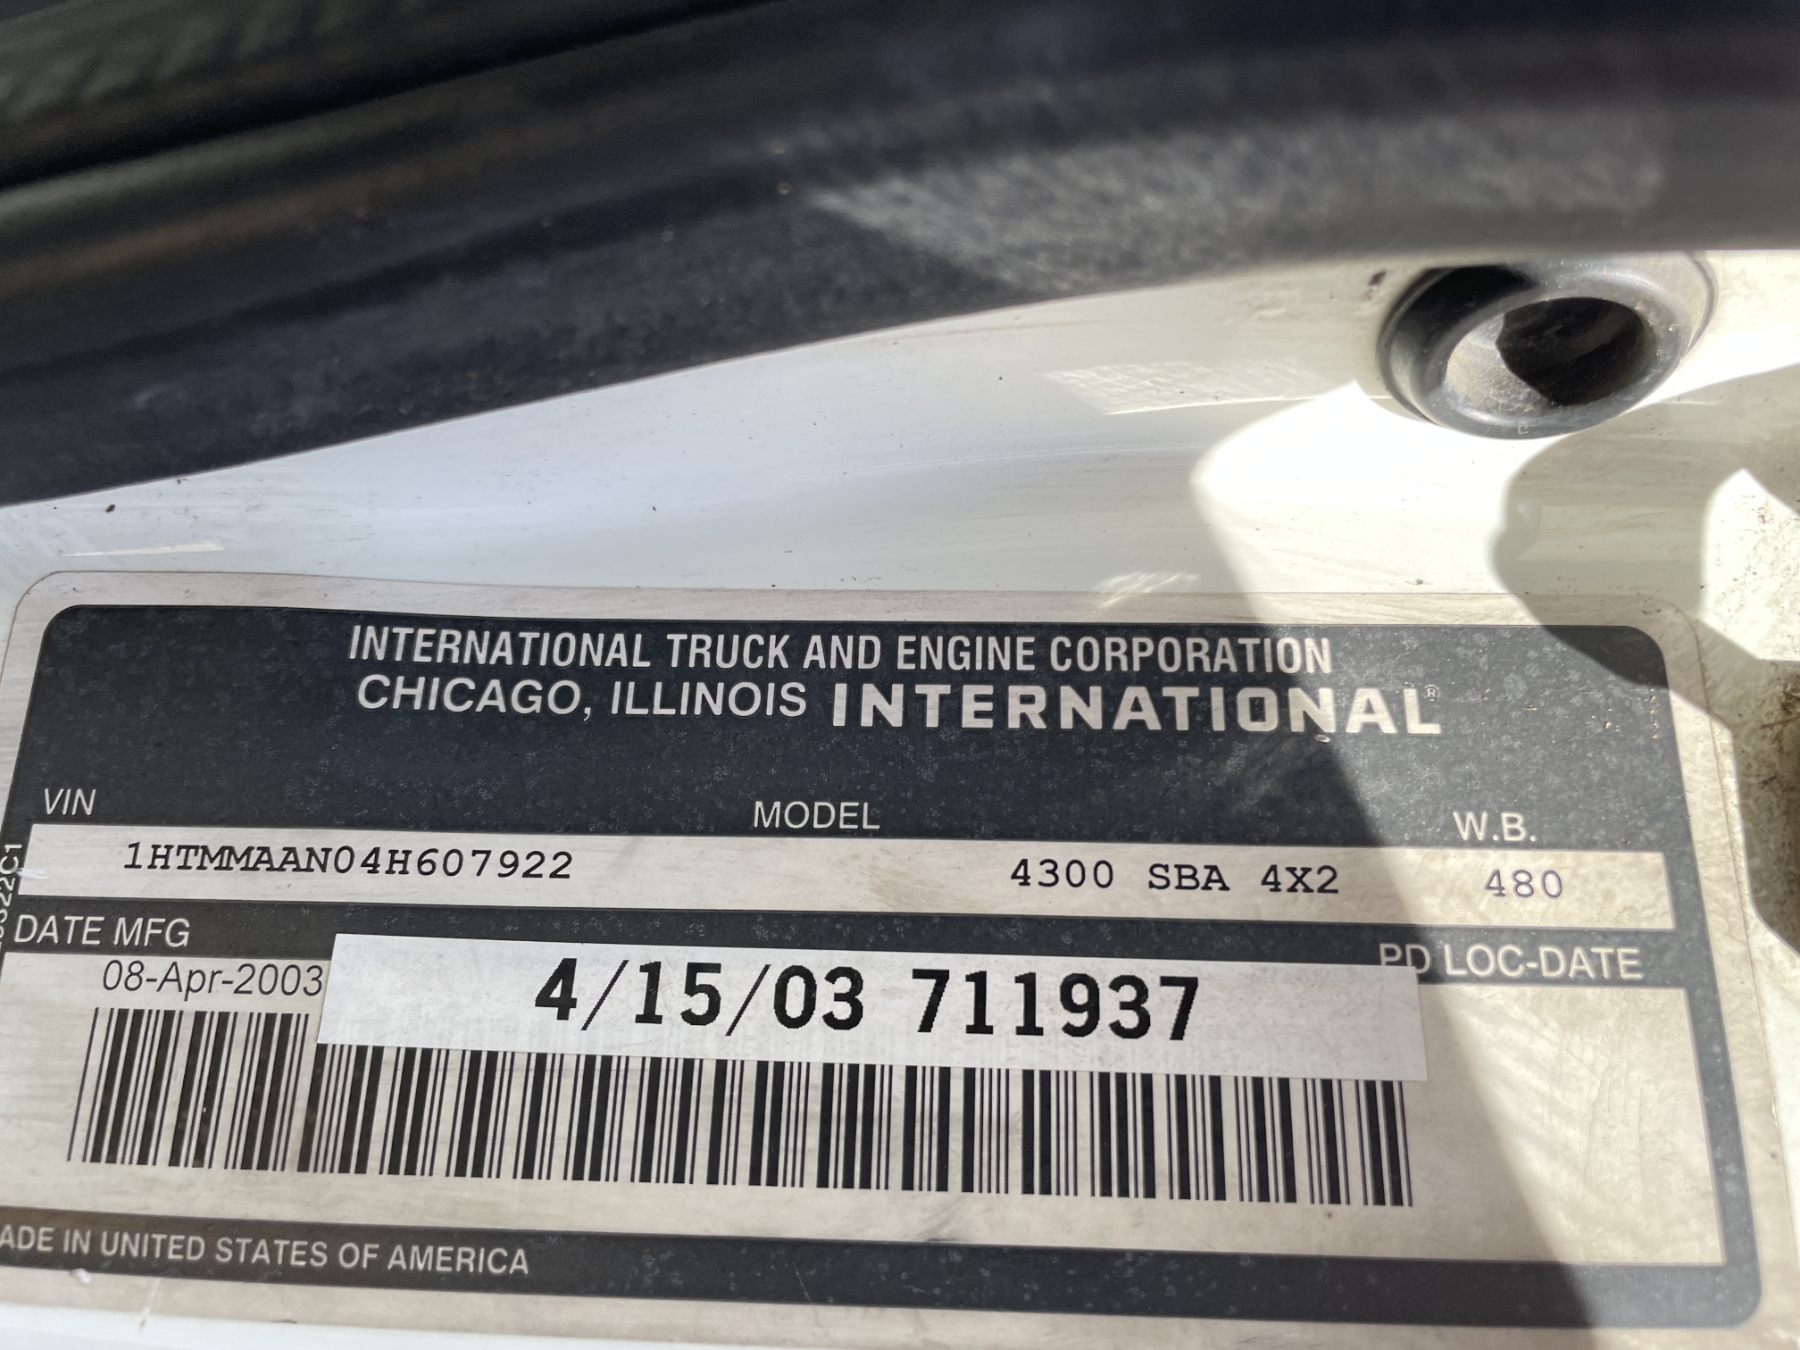 INTERNATIONAL TRUCK AND ENGINE CORPORATION
CHICAGO, ILLINOIS INTERNATIONAL®
VIN MODEL W.B.
1HTMMAAN04H607922 4300 SBA 4X2 480
DATE MFG PD LOC-DATE
08-Apr-2003 4/15/03 711937
ADE IN UNITED STATES OF AMERICA